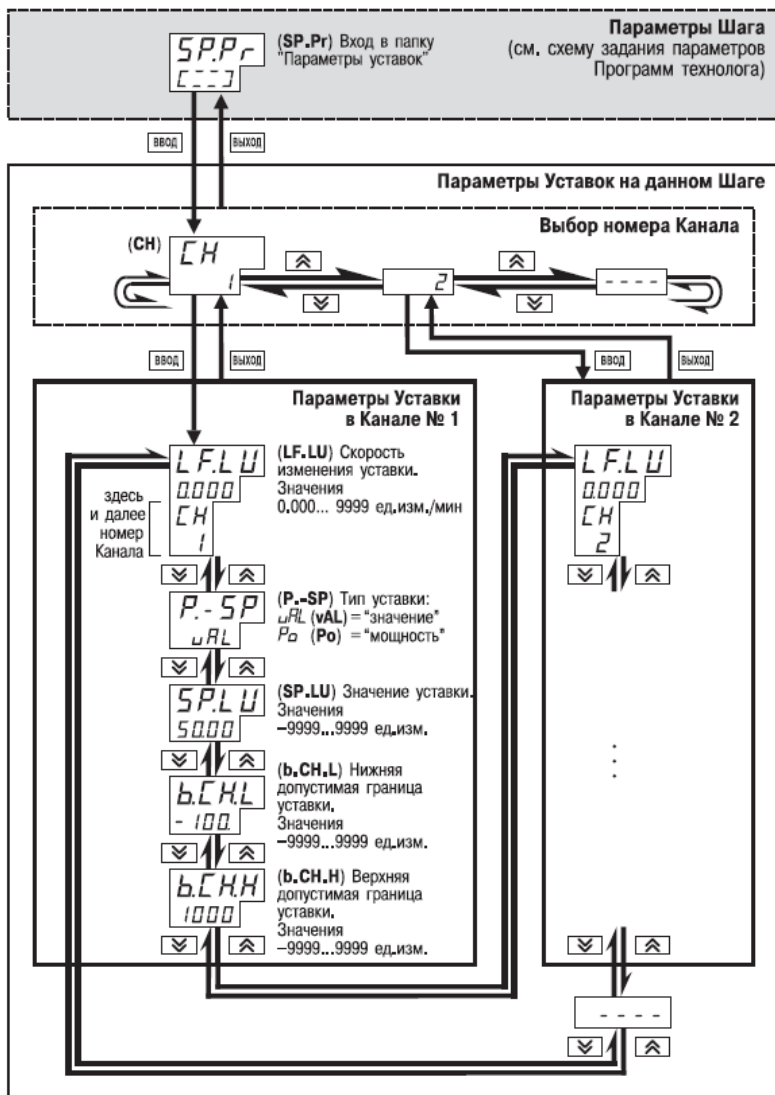 Параметры Шага
(см. схему задания параметров
Программ технолога)
SP.Pr
[---]
(SP.Pr) Вход в папку
"Параметры уставок"
ввод
выход
Параметры Уставок на данном Шаге
Выбор номера Канала
(CH)
CH
1
2
----
ввод
выход
ввод
выход
Параметры Уставки
в Канале № 1
LF.LU
0.000
CH
1
здесь
и далее
номер
Канала
(LF.LU) Скорость
изменения уставки.
Значения
0.000... 9999 ед.изм./мин
P.-SP
vAL
(P.-SP) Тип уставки:
vAL (vAL) = "значение"
Po (Po) = "мощность"
SP.LU
50.00
(SP.LU) Значение уставки.
Значения
–9999...9999 ед.изм.
b.CH.L
- 100.
(b.CH.L) Нижняя
допустимая граница
уставки.
Значения
–9999...9999 ед.изм.
b.CH.H
1000
(b.CH.H) Верхняя
допустимая граница
уставки.
Значения
–9999...9999 ед.изм.
Параметры Уставки
в Канале № 2
LF.LU
0.000
CH
2
----